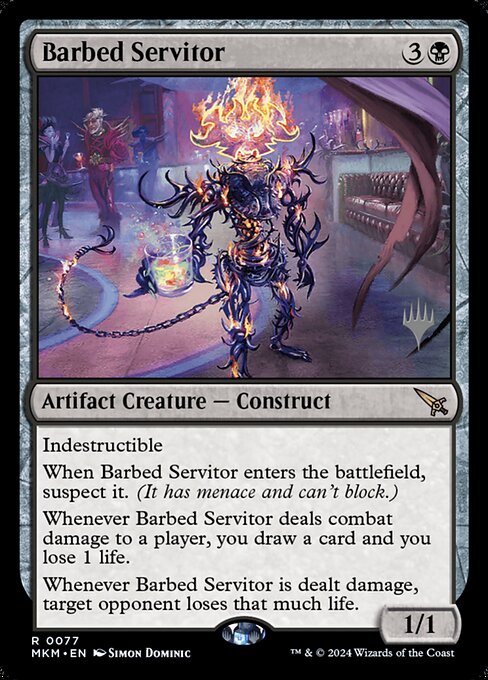 Barbed Servitor 3
Artifact Creature — Construct
Indestructible
When Barbed Servitor enters the battlefield,
suspect it. (It has menace and can't block.)
Whenever Barbed Servitor deals combat
damage to a player, you draw a card and you
lose 1 life.
Whenever Barbed Servitor is dealt damage,
target opponent loses that much life.
1/1
R 0077
MKM • EN SIMON DOMINIC
™ & © 2024 Wizards of the Coast